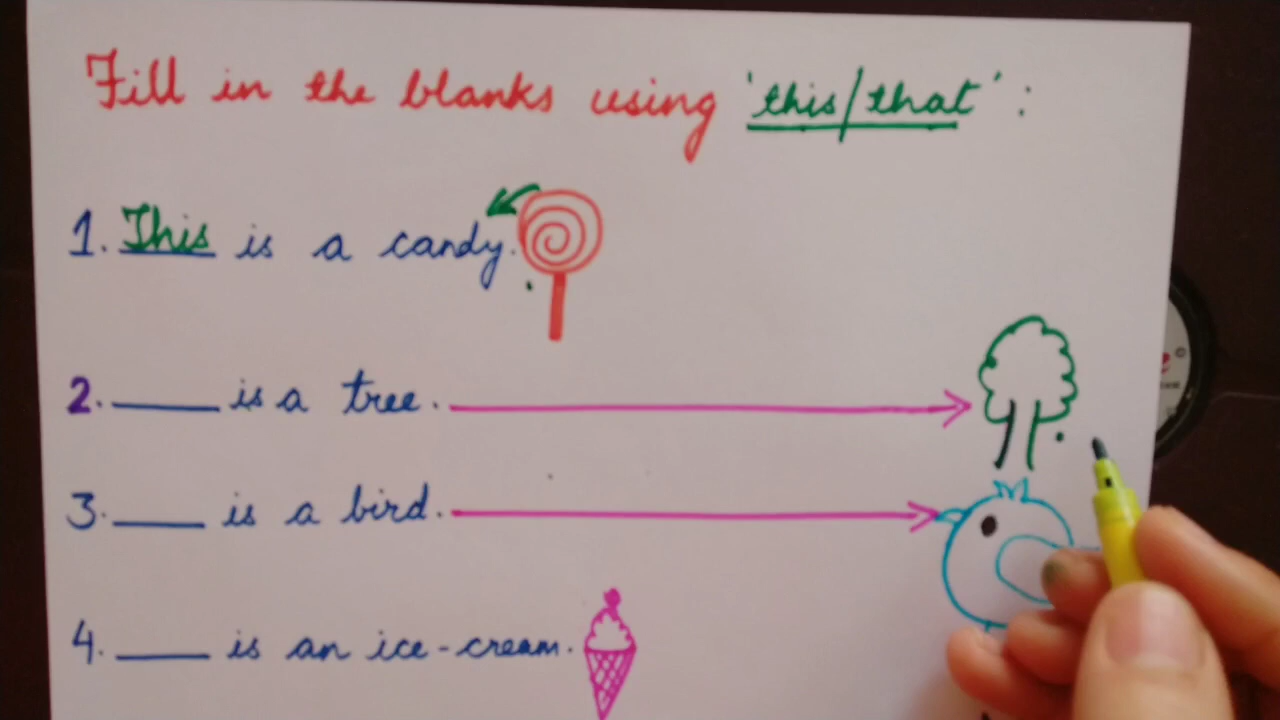 Fill in the blanks using 'this/that':
1. This is a candy.
2. ____ is a tree.
3. ____ is a bird.
4. ____ is an ice-cream.